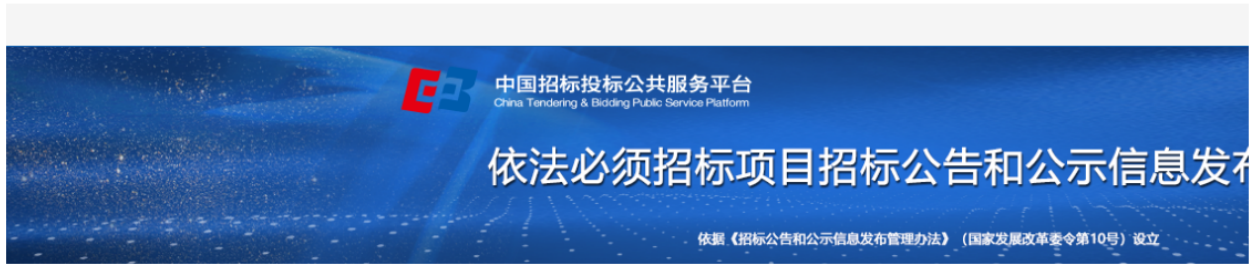 中国招标投标公共服务平台
China Tendering & Bidding Public Service Platform
依法必须招标项目招标公告和公示信息发
依据《招标公告和公示信息发布管理办法》（国家发展改革委令第10号）设立